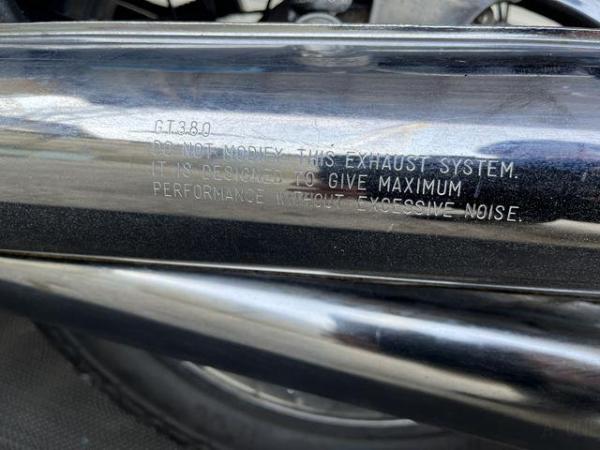 GT380
DO NOT MODIFY THIS EXHAUST SYSTEM.
IT IS DESIGNED TO GIVE MAXIMUM
PERFORMANCE WITHOUT EXCESSIVE NOISE.